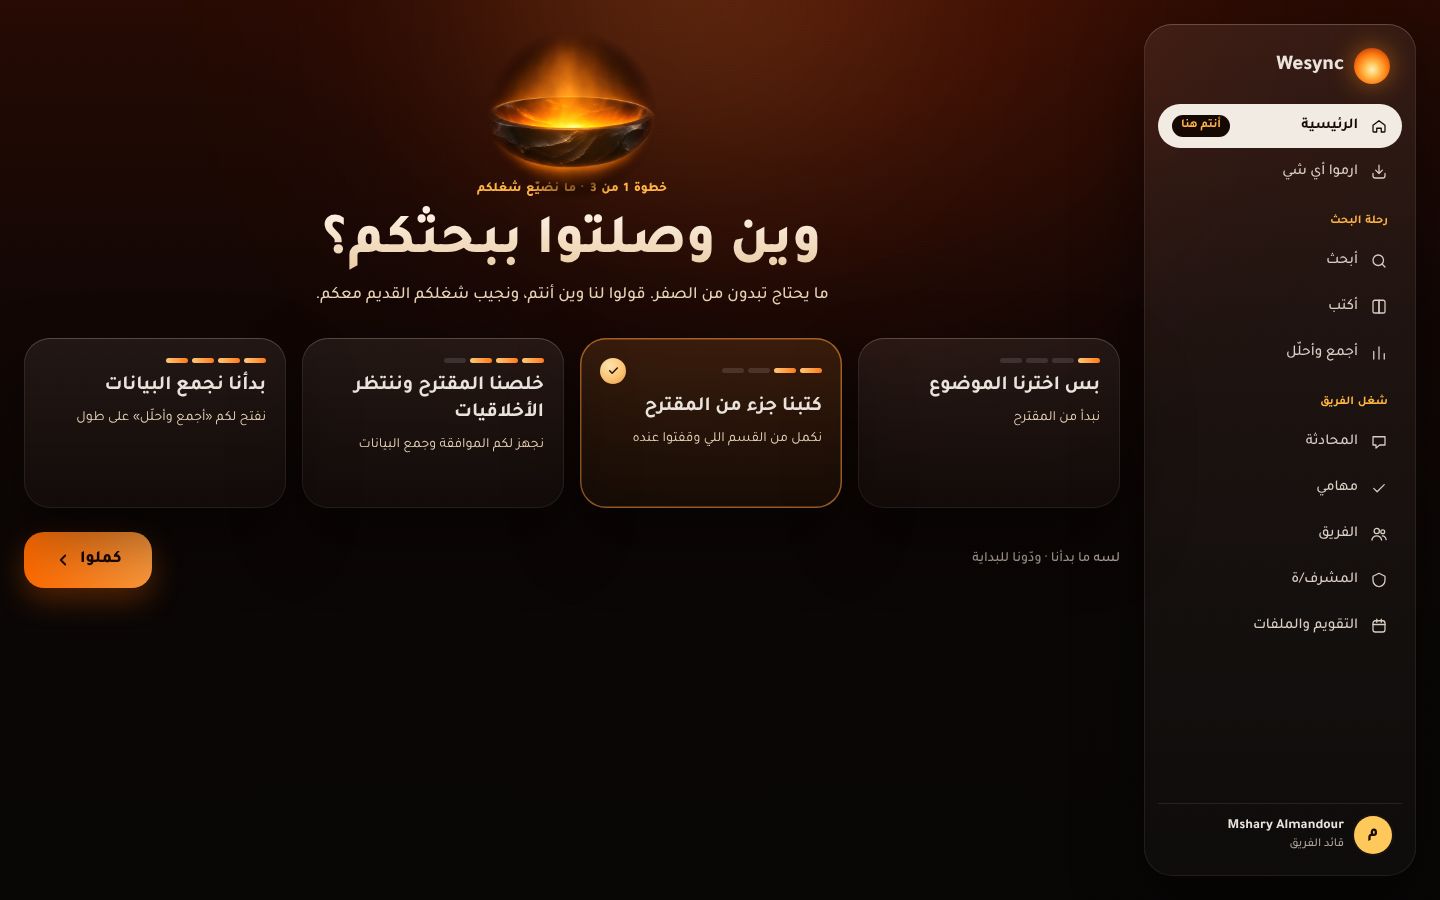 Wesync
الرئيسية
أنتم هنا
ارموا أي شي
رحلة البحث
أبحث
أكتب
أجمع وأحلّل
شغل الفريق
المحادثة
مهامي
الفريق
المشرف/ة
التقويم والملفات
Mshary Almandour
م
قائد الفريق
خطوة 1 من 3 · ما نضيّع شغلكم
وين وصلتوا ببحثكم؟
ما يحتاج تبدون من الصفر. قولوا لنا وين أنتم، ونجيب شغلكم القديم معكم.
بس اخترنا الموضوع
نبدأ من المقترح
كتبنا جزء من المقترح
نكمل من القسم اللي وقفتوا عنده
خلصنا المقترح وننتظر
الأخلاقيات
نجهز لكم الموافقة وجمع البيانات
بدأنا نجمع البيانات
نفتح لكم «أجمع وأحلّل» على طول
لسه ما بدأنا · ودّونا للبداية
كملوا